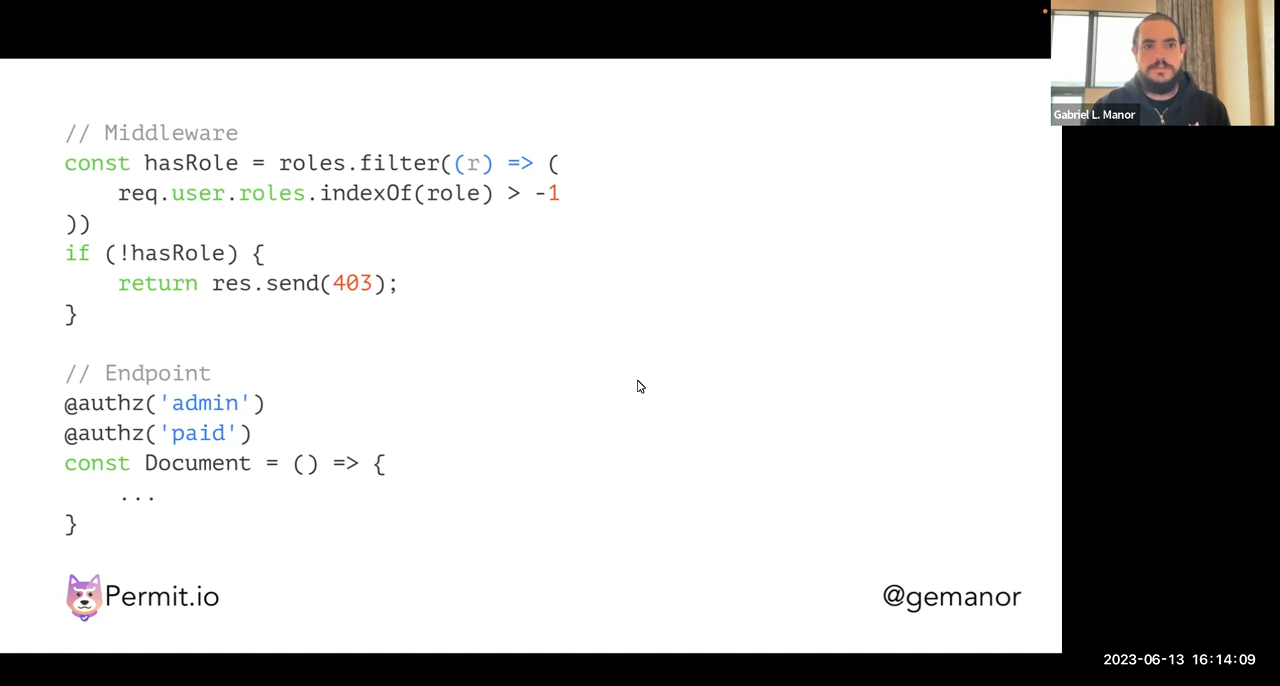 Gabriel L. Manor
// Middleware
const hasRole = roles.filter((r) => (
    req.user.roles.indexOf(role) > -1
))
if (!hasRole) {
    return res.send(403);
}
// Endpoint
@authz('admin')
@authz('paid')
const Document = () => {
    ...
}
Permit.io
@gemanor
2023-06-13 16:14:09